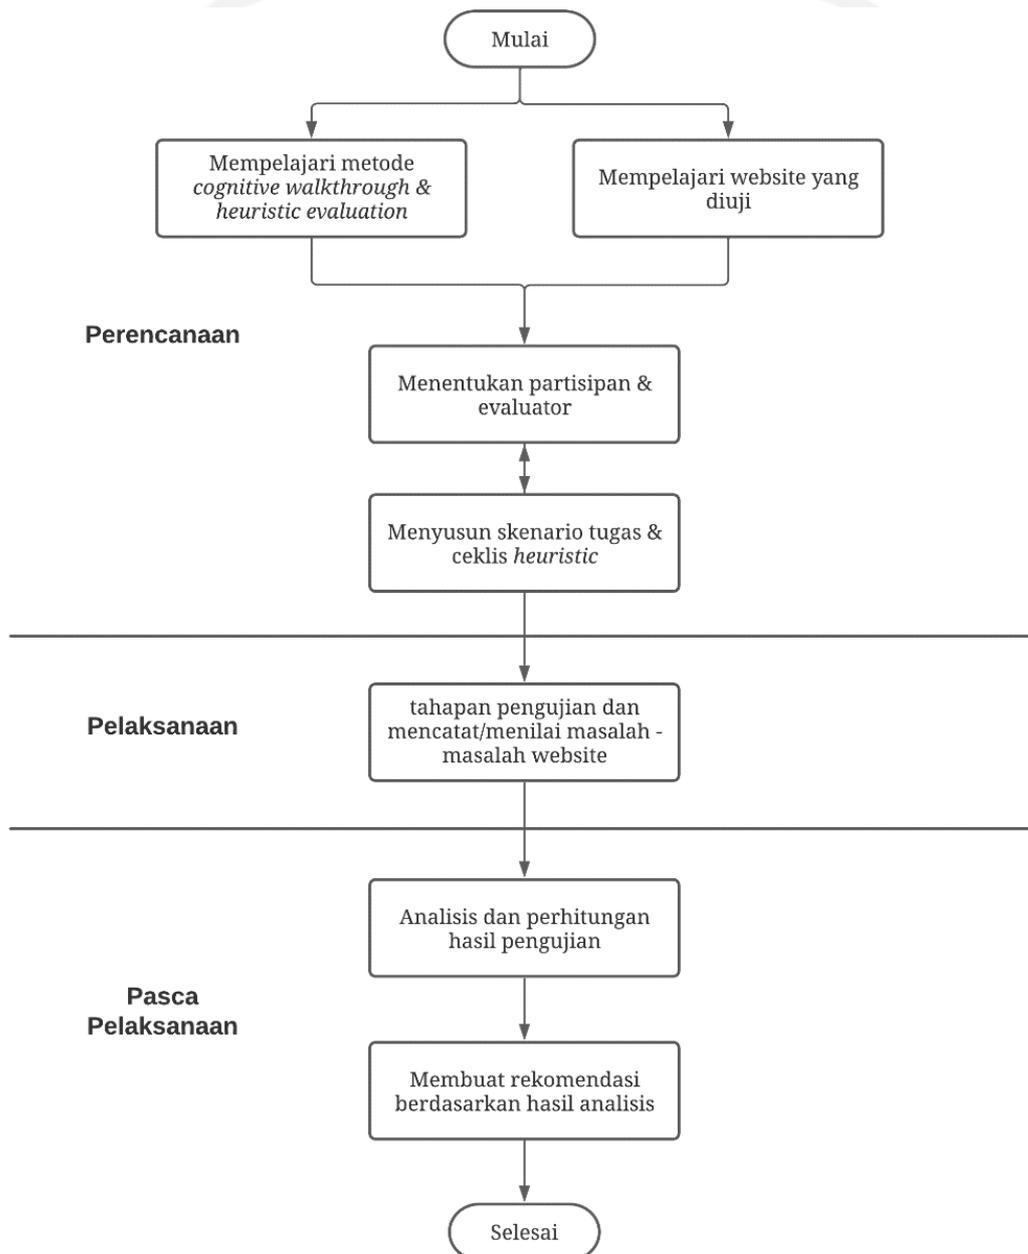 Mulai
Mempelajari metode
cognitive walkthrough &
heuristic evaluation
Mempelajari website yang
diuji
Perencanaan
Menentukan partisipan &
evaluator
Menyusun skenario tugas &
ceklis heuristic
Pelaksanaan
tahapan pengujian dan
mencatat/menilai masalah -
masalah website
Analisis dan perhitungan
hasil pengujian
Pasca
Pelaksanaan
Membuat rekomendasi
berdasarkan hasil analisis
Selesai